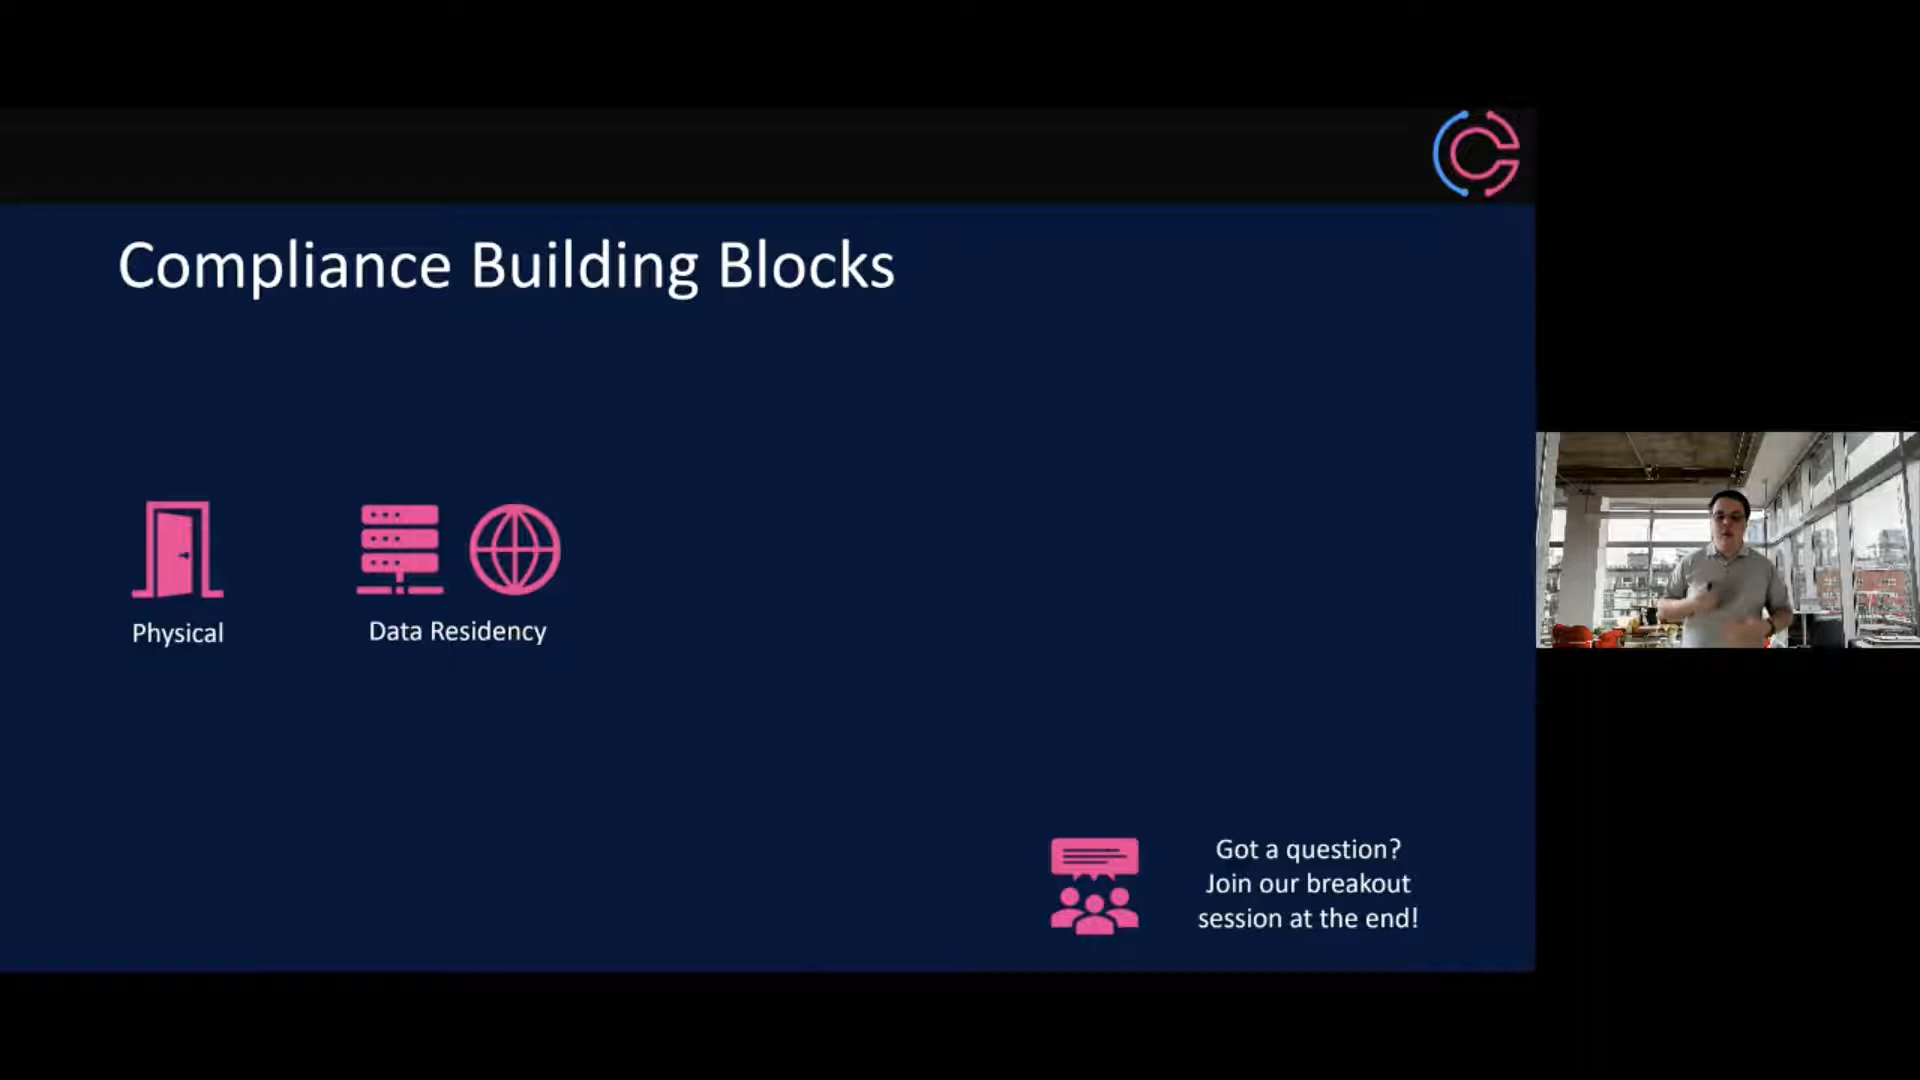 Compliance Building Blocks
Physical
Data Residency
Got a question?
Join our breakout
session at the end!